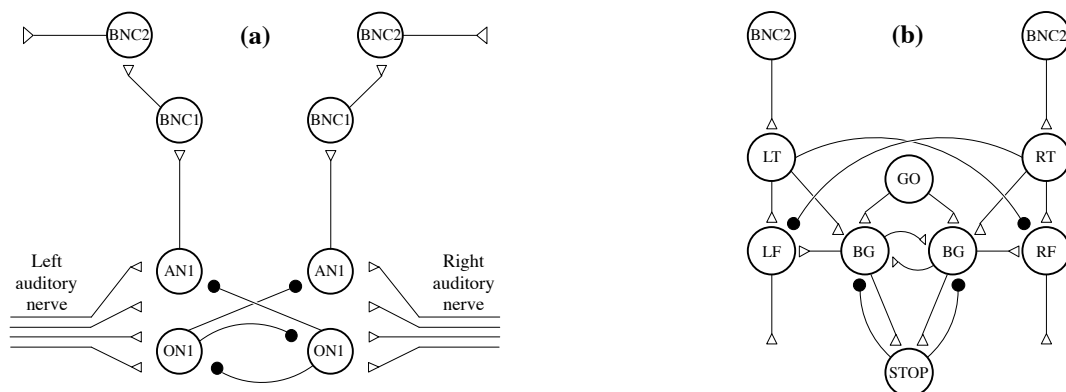 BNC2 (a) BNC2
BNC1 BNC1
Left
auditory
nerve
AN1 AN1
Right
auditory
nerve
ON1 ON1
BNC2 (b) BNC2
LT RT
GO
LF BG BG RF
STOP